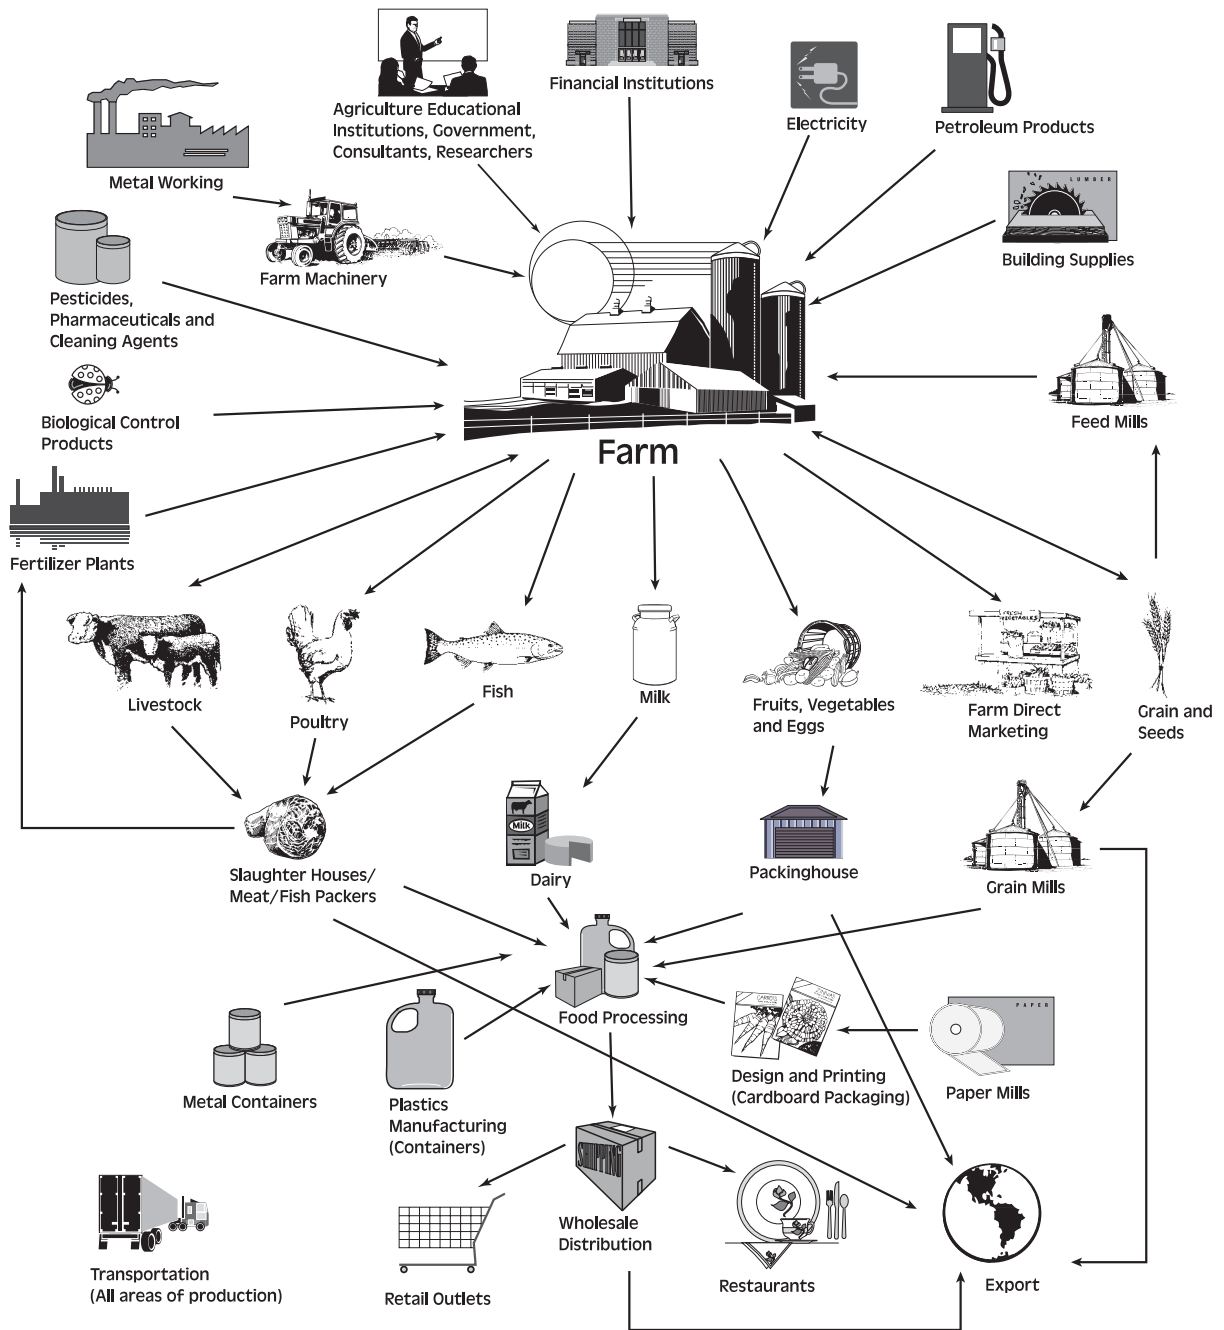 Financial Institutions
Agriculture Educational
Institutions, Government,
Consultants, Researchers
Electricity
Petroleum Products
Metal Working
LUMBER
Building Supplies
Farm Machinery
Pesticides,
Pharmaceuticals and
Cleaning Agents
Biological Control
Products
Feed Mills
Farm
Fertilizer Plants
FRESH
VEGETABLES
Livestock
Poultry
Fish
Milk
Fruits, Vegetables
and Eggs
Farm Direct
Marketing
Grain and
Seeds
Milk
Slaughter Houses/
Meat/Fish Packers
Dairy
Packinghouse
Grain Mills
Food Processing
CARROTS
ZINNIAS
PAPER
Metal Containers
Plastics
Manufacturing
(Containers)
Design and Printing
(Cardboard Packaging)
Paper Mills
SHIPPING
Transportation
(All areas of production)
Retail Outlets
Wholesale
Distribution
Restaurants
Export